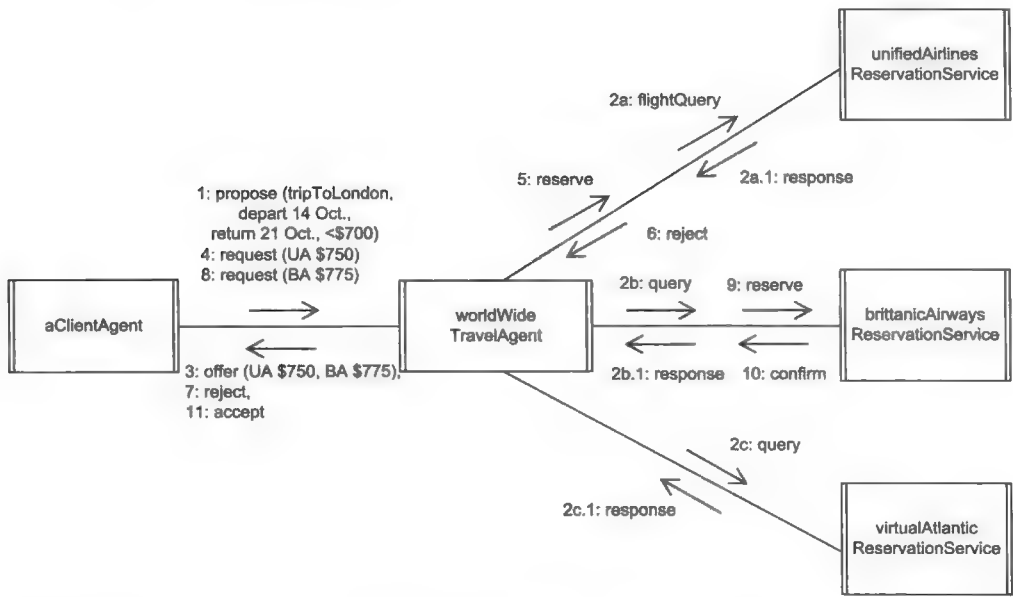 unifiedAirlines
ReservationService
2a: flightQuery
2a.1: response
5: reserve
6: reject
1: propose (tripToLondon,
depart 14 Oct.,
return 21 Oct., <$700)
4: request (UA $750)
8: request (BA $775)
aClientAgent
3: offer (UA $750, BA $775),
7: reject,
11: accept
worldWide
TravelAgent
2b: query
9: reserve
2b.1: response
10: confirm
brittanicAirways
ReservationService
2c: query
2c.1: response
virtualAtlantic
ReservationService